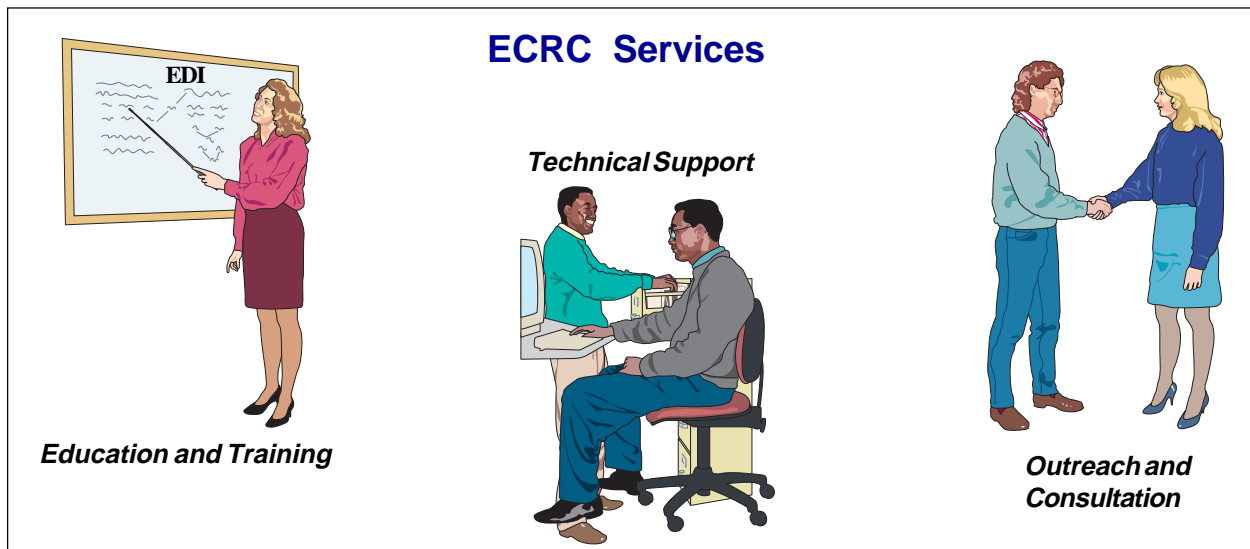 ECRC Services
EDI
Technical Support
Education and Training
Outreach and
Consultation